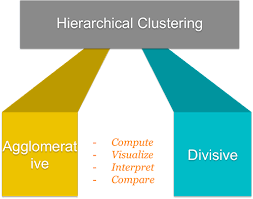 Hierarchical Clustering
Agglomerat
ive
- Compute
- Visualize
- Interpret
- Compare
Divisive